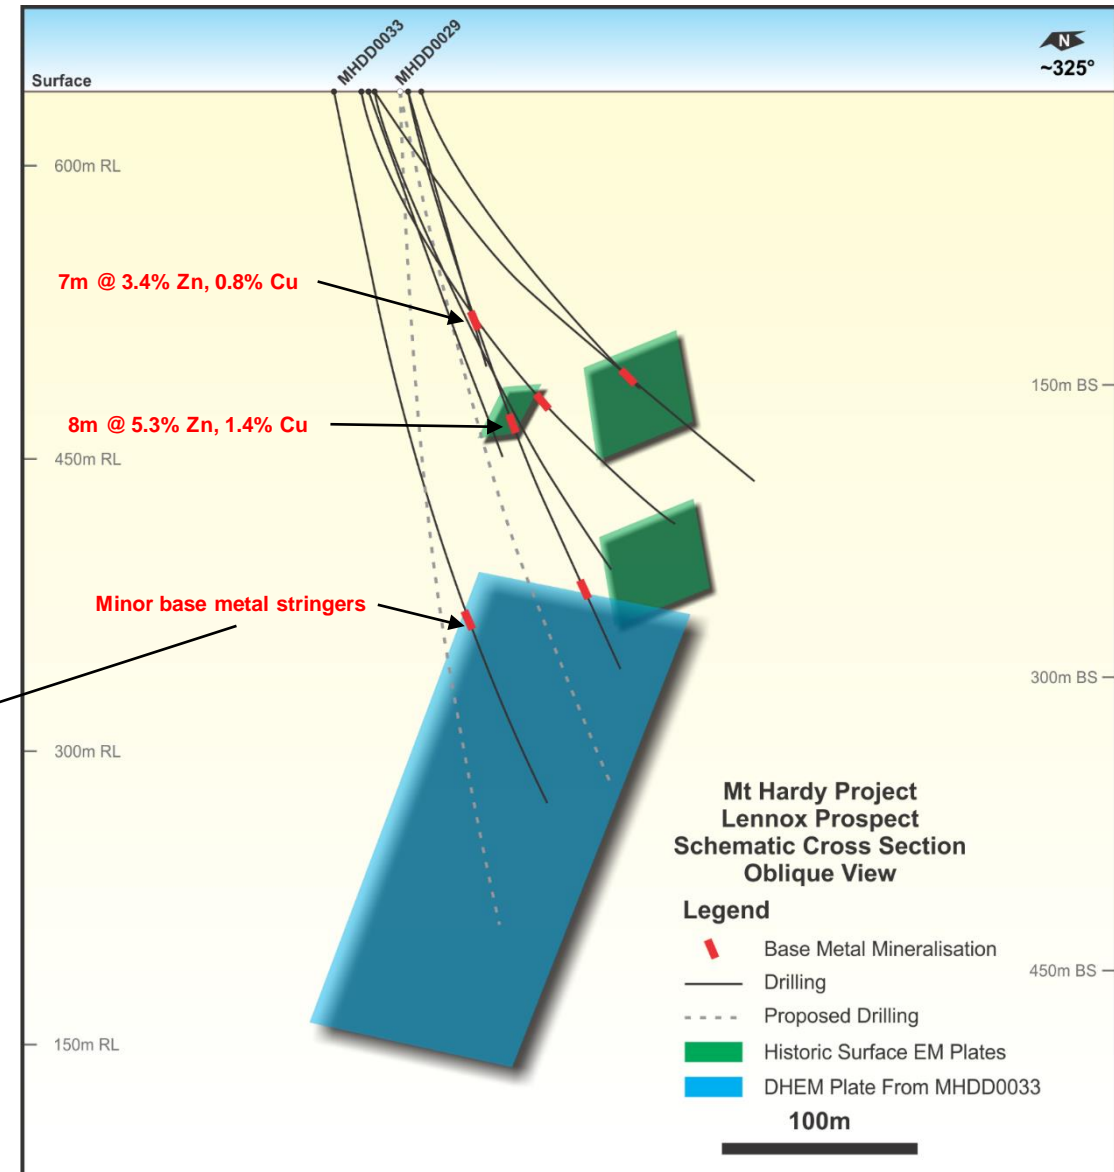 MHDD0033
MHDD0029
N
~325°
Surface
600m RL
7m @ 3.4% Zn, 0.8% Cu
150m BS
8m @ 5.3% Zn, 1.4% Cu
450m RL
Minor base metal stringers
300m BS
300m RL
Mt Hardy Project
Lennox Prospect
Schematic Cross Section
Oblique View
Legend
Base Metal Mineralisation
450m BS
Drilling
Proposed Drilling
150m RL
Historic Surface EM Plates
DHEM Plate From MHDD0033
100m